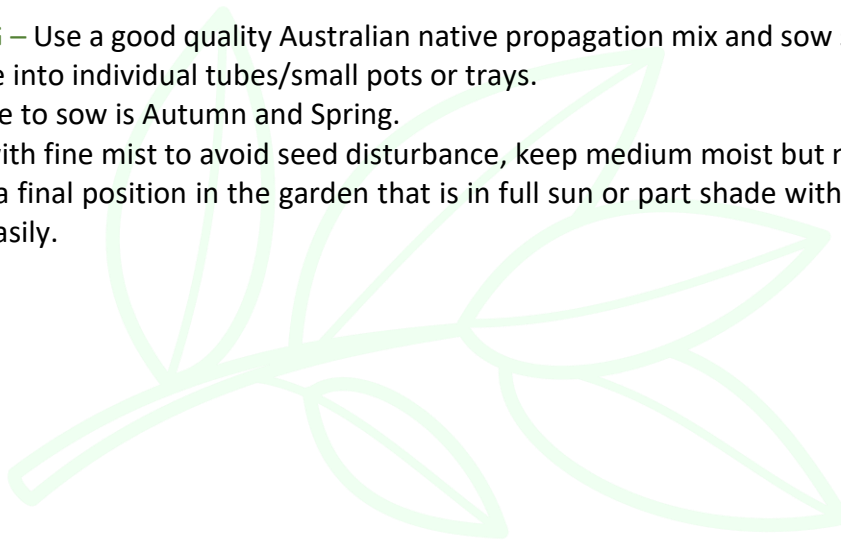 – Use a good quality Australian native propagation mix and sow
into individual tubes/small pots or trays.
to sow is Autumn and Spring.
with fine mist to avoid seed disturbance, keep medium moist but
a final position in the garden that is in full sun or part shade with